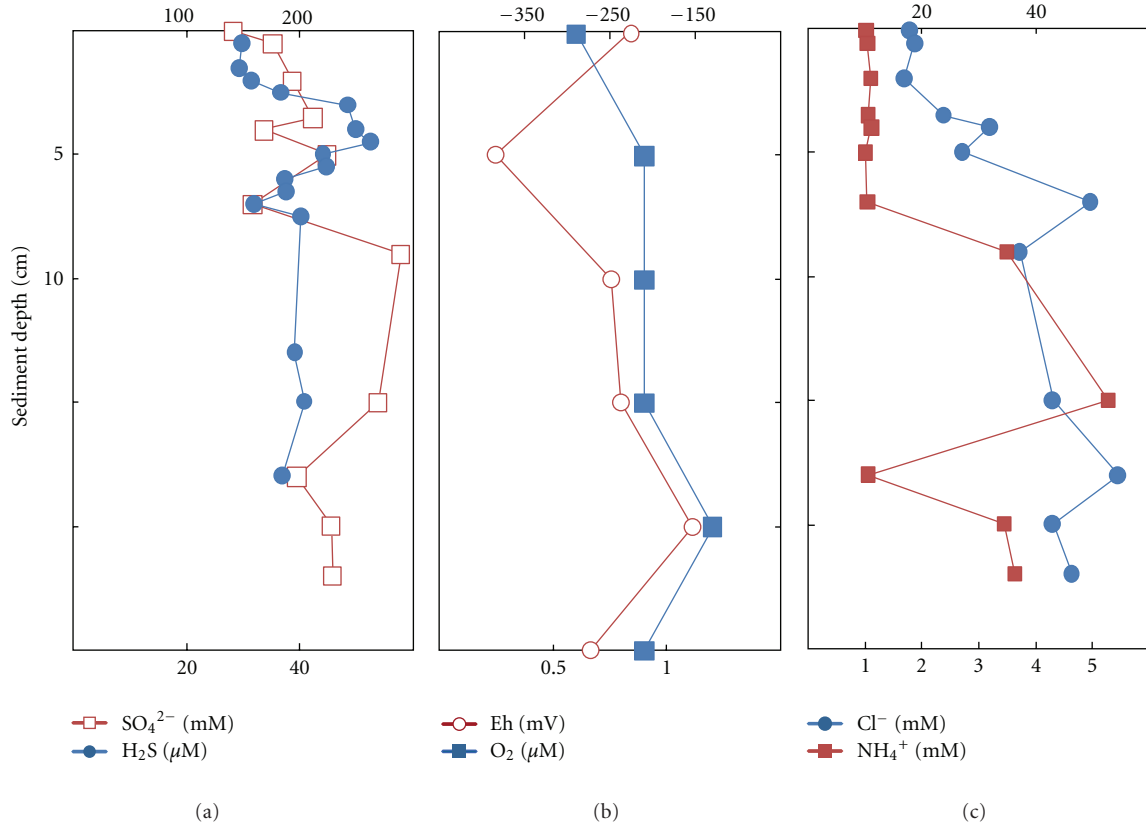 100 200
−350 −250 −150
20 40
5
10
Sediment depth (cm)
20 40
0.5 1
1 2 3 4 5
SO₄²⁻ (mM)
H₂S (μM)
Eh (mV)
O₂ (μM)
Cl⁻ (mM)
NH₄⁺ (mM)
(a)
(b)
(c)